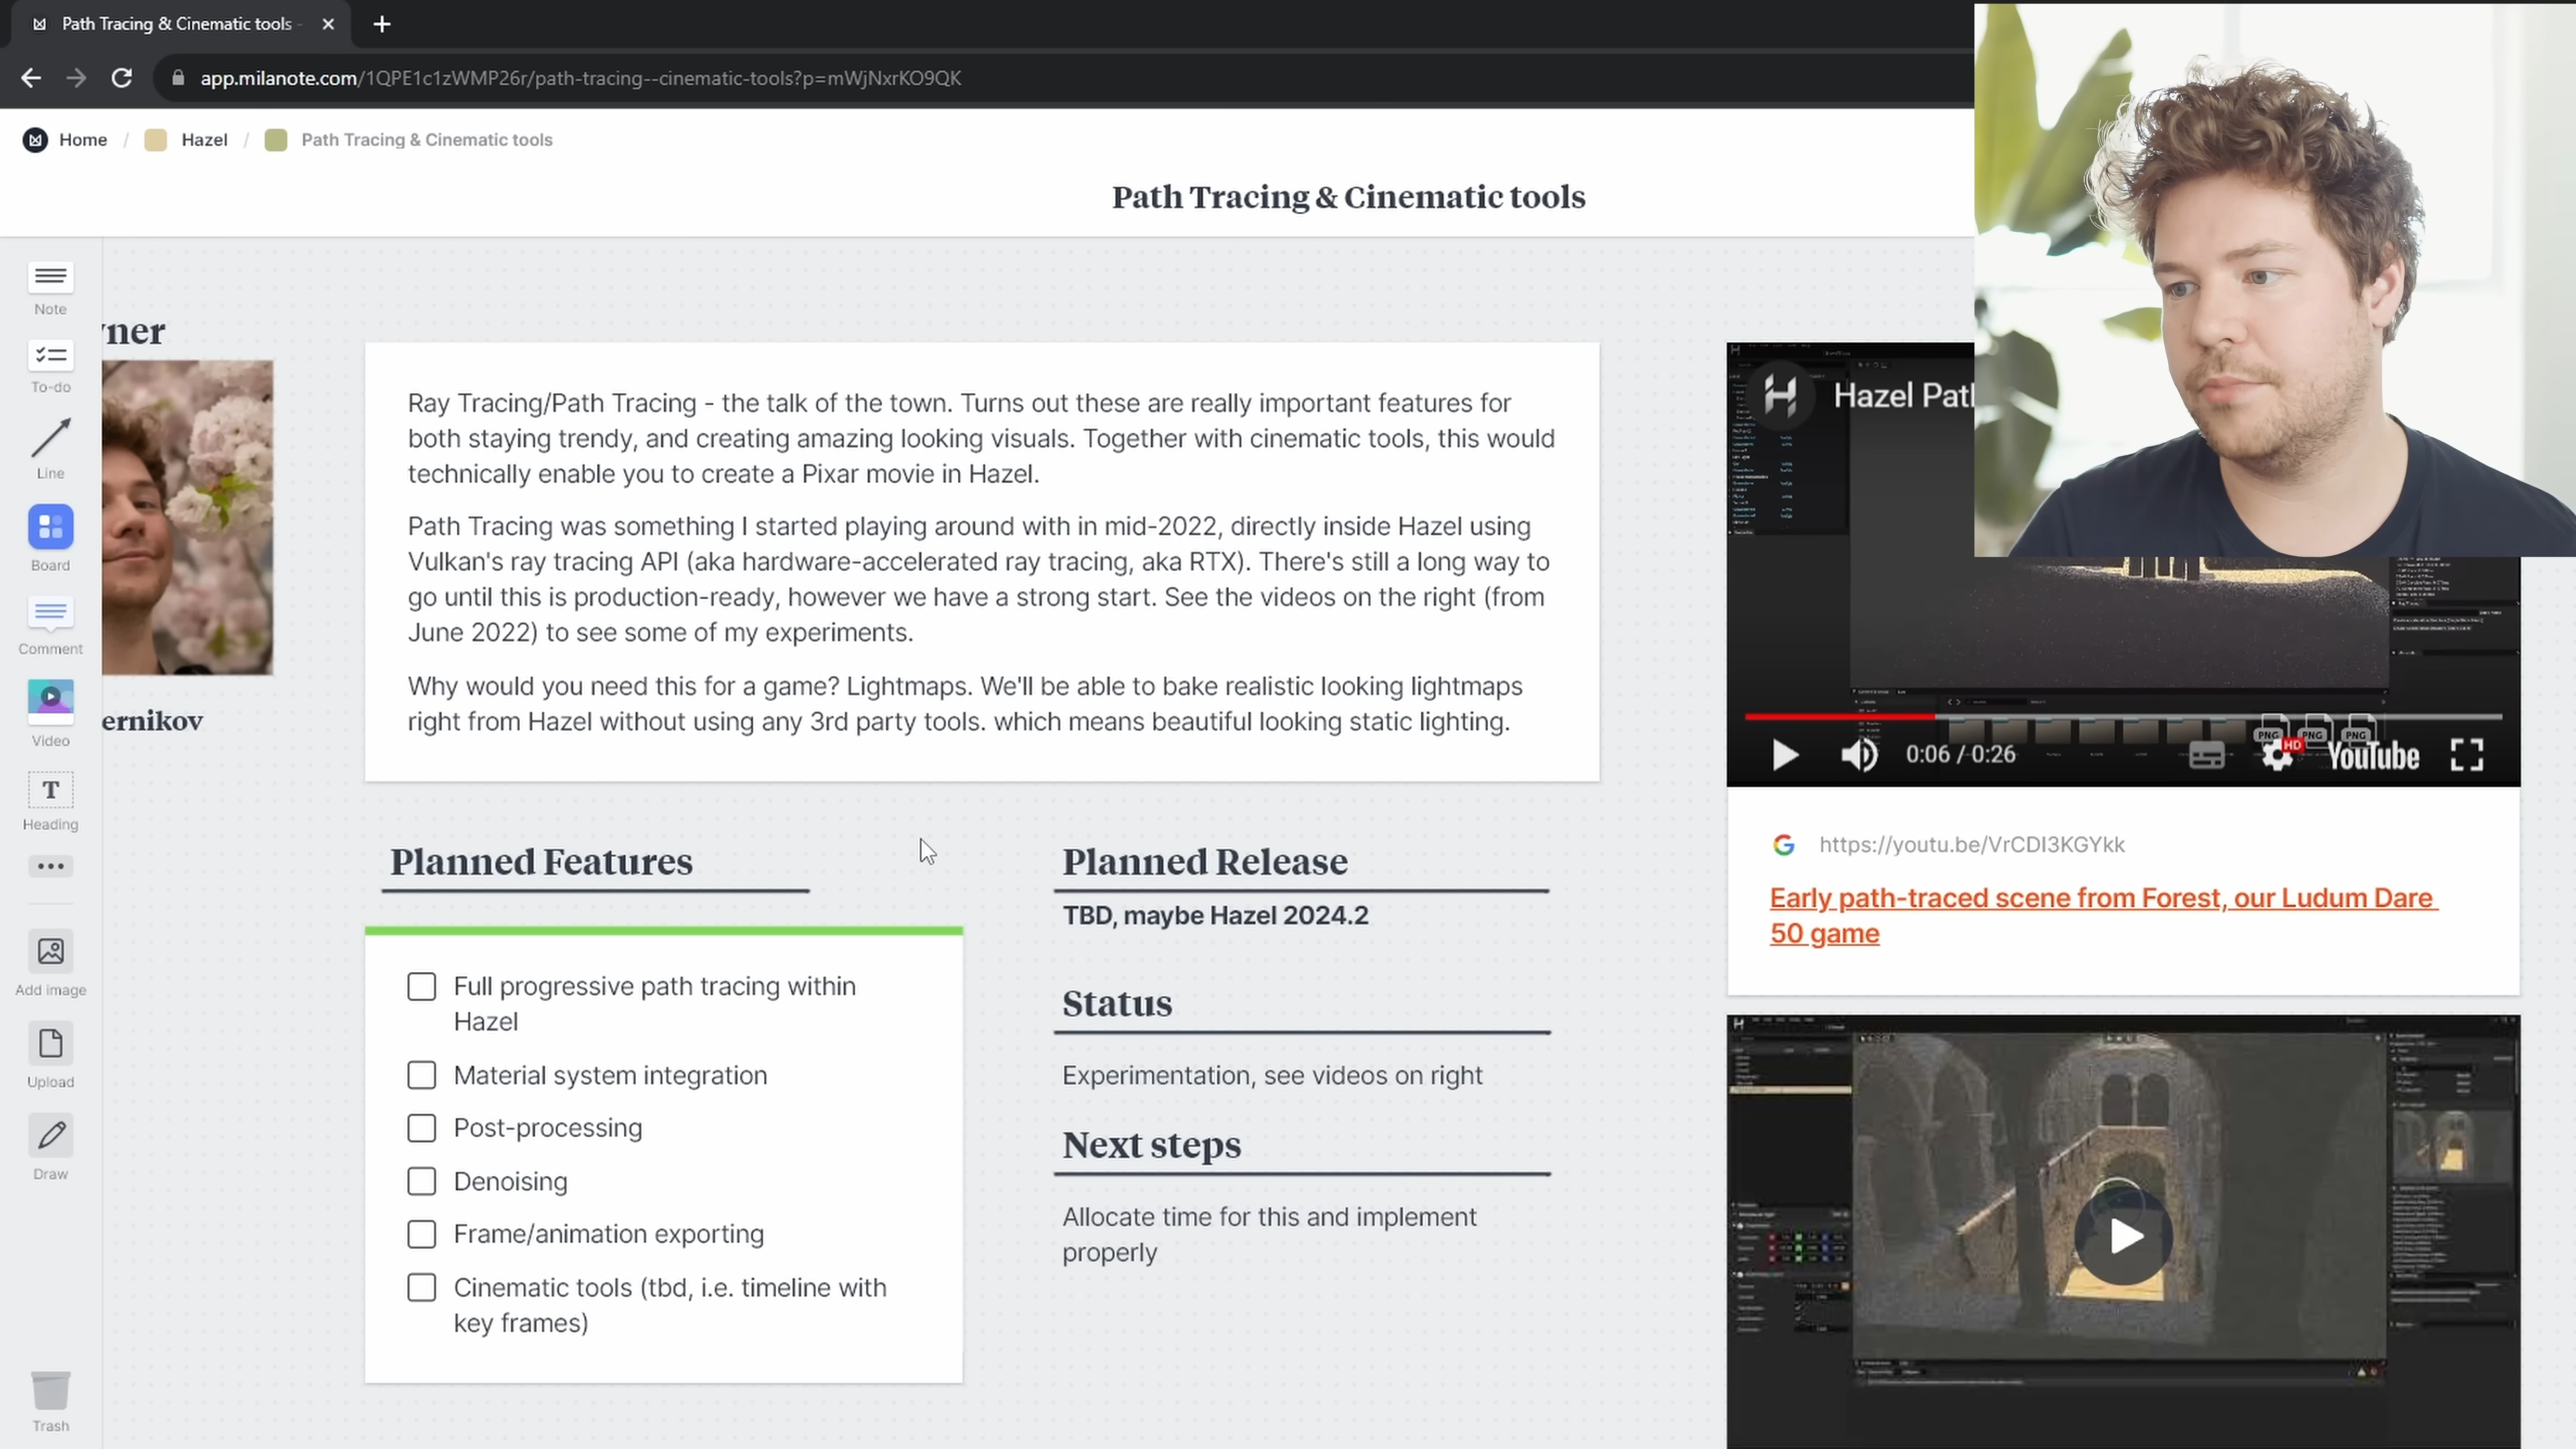 Path Tracing & Cinematic tools -
app.milanote.com/1QPE1c1zWMP26r/path-tracing--cinematic-tools?p=mWjNxrKO9QK
Home / Hazel / Path Tracing & Cinematic tools
Path Tracing & Cinematic tools
Note
To-do
Line
Board
Comment
Video
T
Heading
Add image
Upload
Draw
Trash
ner
ernikov
Ray Tracing/Path Tracing - the talk of the town. Turns out these are really important features for
both staying trendy, and creating amazing looking visuals. Together with cinematic tools, this would
technically enable you to create a Pixar movie in Hazel.
Path Tracing was something I started playing around with in mid-2022, directly inside Hazel using
Vulkan's ray tracing API (aka hardware-accelerated ray tracing, aka RTX). There's still a long way to
go until this is production-ready, however we have a strong start. See the videos on the right (from
June 2022) to see some of my experiments.
Why would you need this for a game? Lightmaps. We'll be able to bake realistic looking lightmaps
right from Hazel without using any 3rd party tools. which means beautiful looking static lighting.
Planned Features
Full progressive path tracing within
Hazel
Material system integration
Post-processing
Denoising
Frame/animation exporting
Cinematic tools (tbd, i.e. timeline with
key frames)
Planned Release
TBD, maybe Hazel 2024.2
Status
Experimentation, see videos on right
Next steps
Allocate time for this and implement
properly
Hazel Pat
PNG PNG PNG
0:06 / 0:26
HD
YouTube
https://youtu.be/VrCDI3KGYkk
Early path-traced scene from Forest, our Ludum Dare
50 game